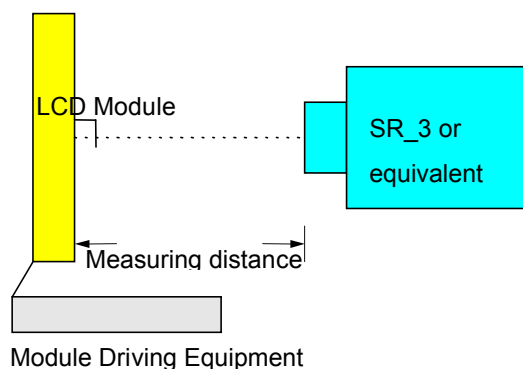 LCD Module
SR_3 or
equivalent
Measuring distance
Module Driving Equipment